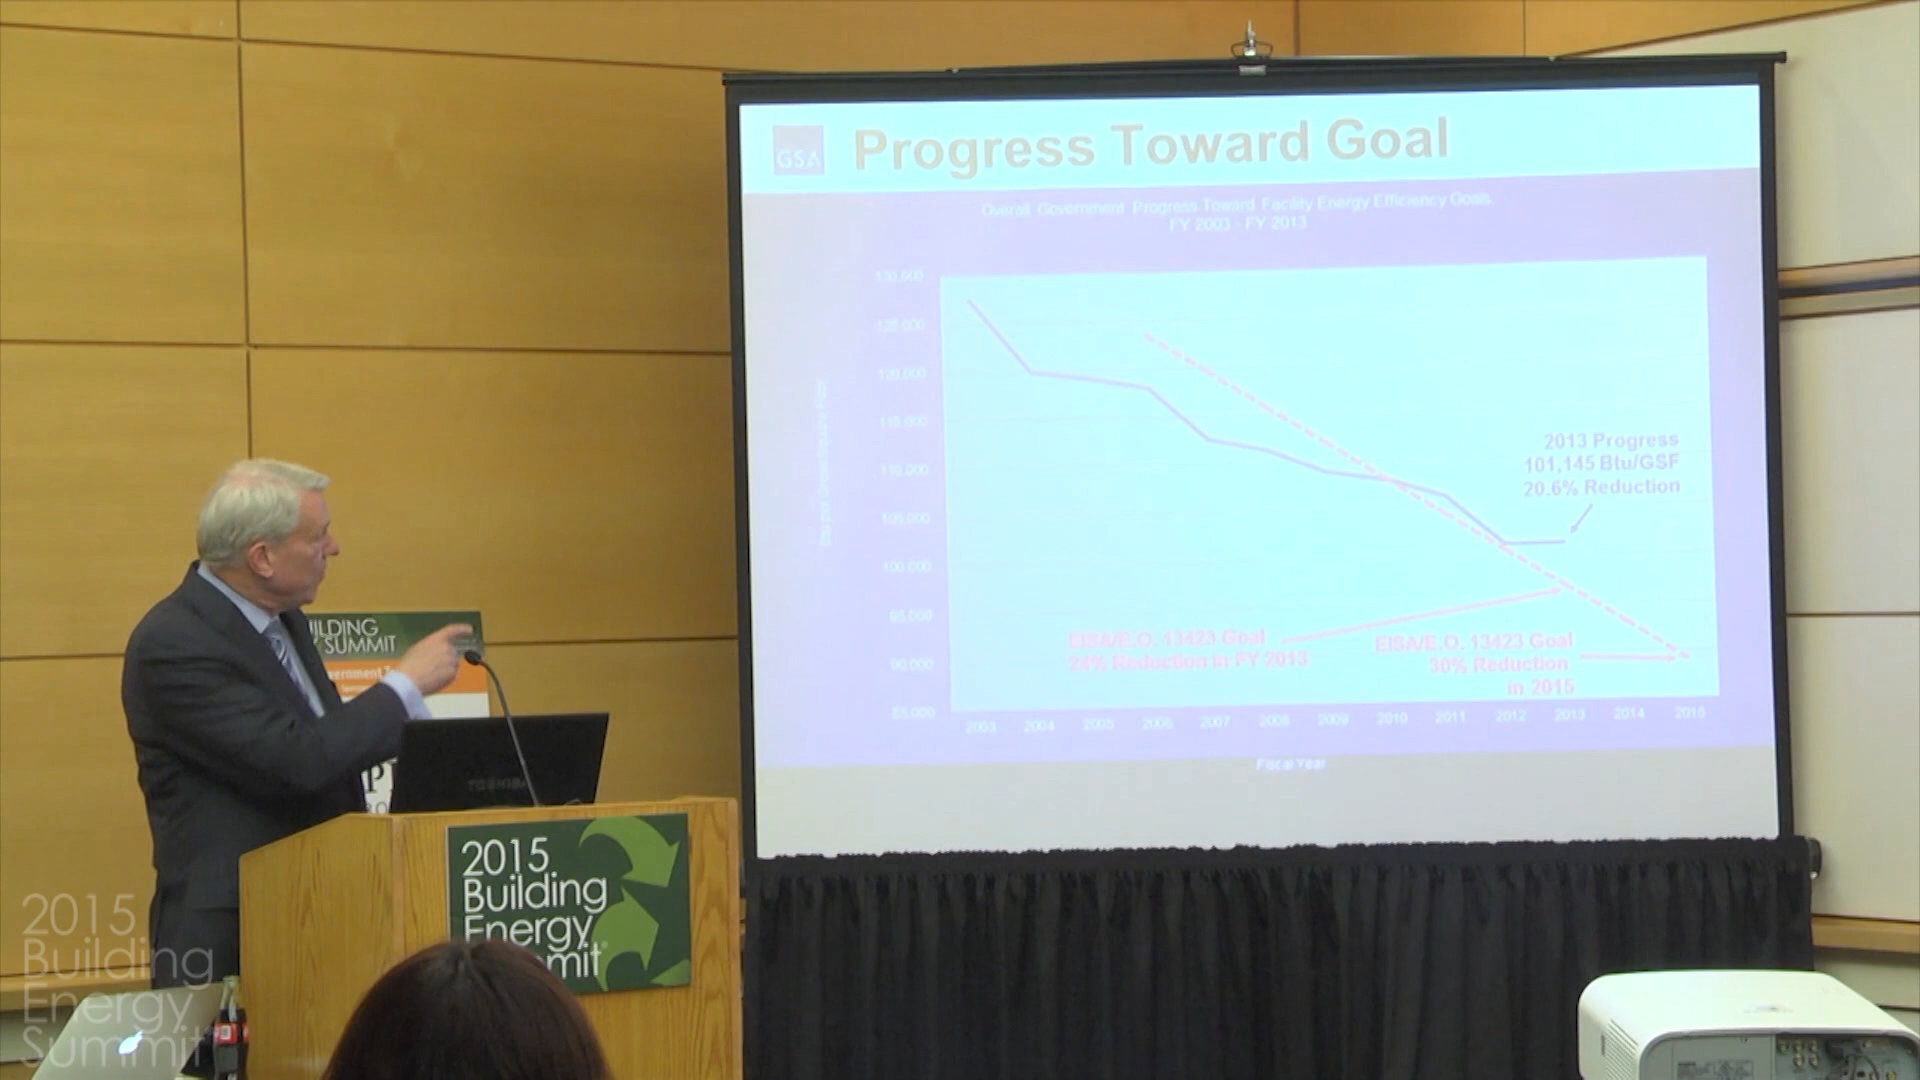 GSA
Progress Toward Goal
Overall Government Progress Toward Facility Energy Efficiency Goals
FY 2003 - FY 2013
130,000
125,000
120,000
115,000
110,000
105,000
100,000
95,000
90,000
85,000
2013 Progress
101,145 Btu/GSF
20.6% Reduction
EISA/E.O. 13423 Goal
24% Reduction in FY 2013
EISA/E.O. 13423 Goal
30% Reduction
in 2015
2003 2004 2005 2006 2007 2008 2009 2010 2011 2012 2013 2014 2015
Fiscal Year
ILDING
SUMMIT
TOSHIBA
2015
Building
Energy
mit
2015
Building
Energy
Summit